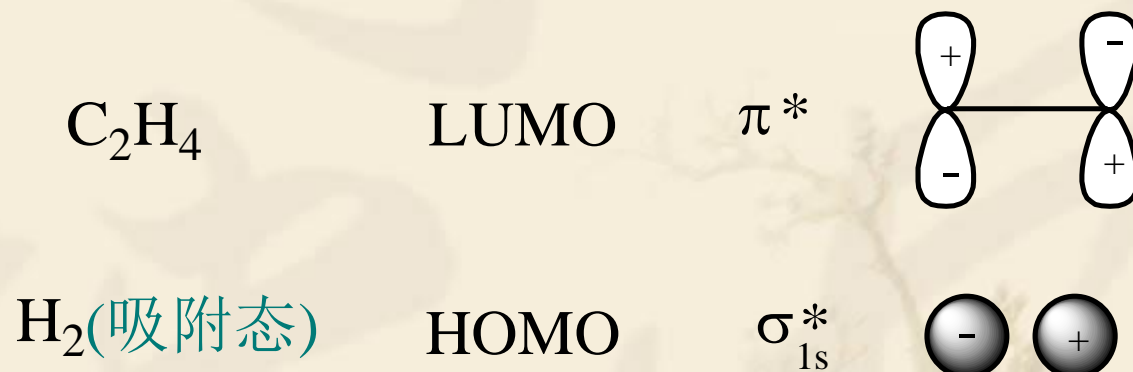 + -
C₂H₄ LUMO π*
- +
H₂(吸附态) HOMO σ*1s - +